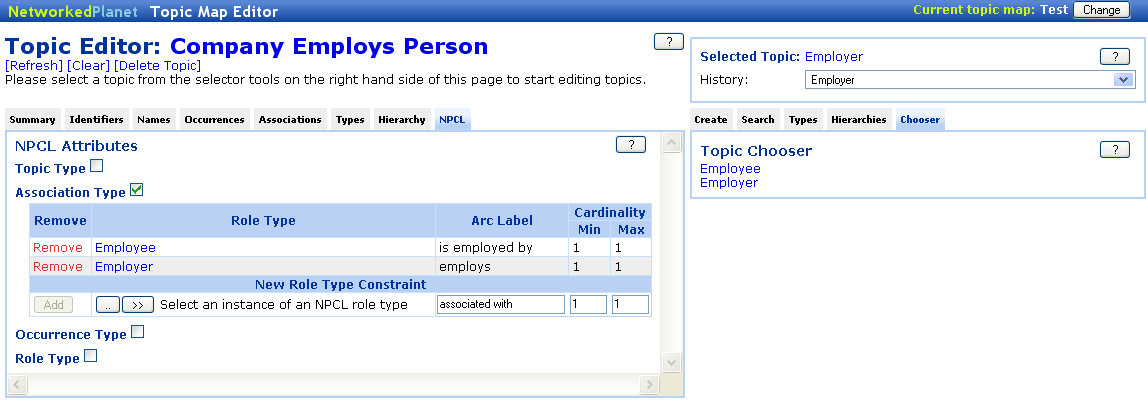 NetworkedPlanet Topic Map Editor
Current topic map: Test Change
Topic Editor: Company Employs Person
?
[Refresh] [Clear] [Delete Topic]
Please select a topic from the selector tools on the right hand side of this page to start editing topics.
Selected Topic: Employer
?
History: Employer
Summary Identifiers Names Occurrences Associations Types Hierarchy NPCL
NPCL Attributes
?
Topic Type
Association Type
Remove Role Type Arc Label Cardinality
Min Max
Remove Employee is employed by 1 1
Remove Employer employs 1 1
New Role Type Constraint
Add .. >> Select an instance of an NPCL role type associated with 1 1
Occurrence Type
Role Type
Create Search Types Hierarchies Chooser
Topic Chooser
?
Employee
Employer